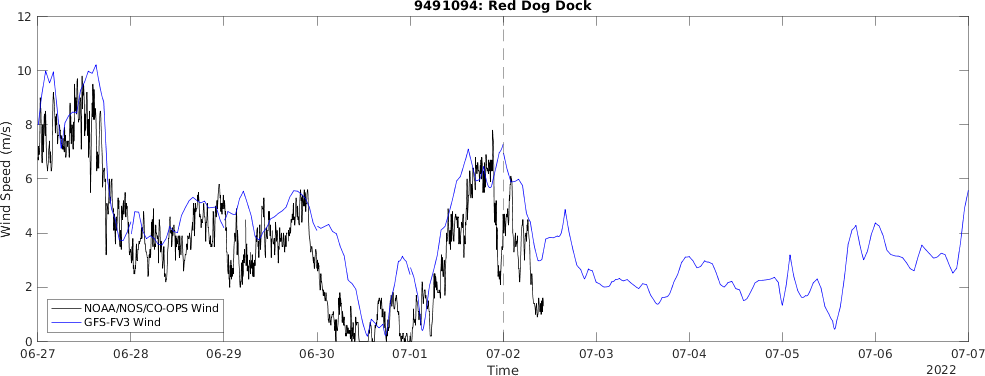 9491094: Red Dog Dock
Wind Speed (m/s)
12
10
8
6
4
2
0
NOAA/NOS/CO-OPS Wind
GFS-FV3 Wind
06-27 06-28 06-29 06-30 07-01 07-02 07-03 07-04 07-05 07-06 07-07
Time
2022